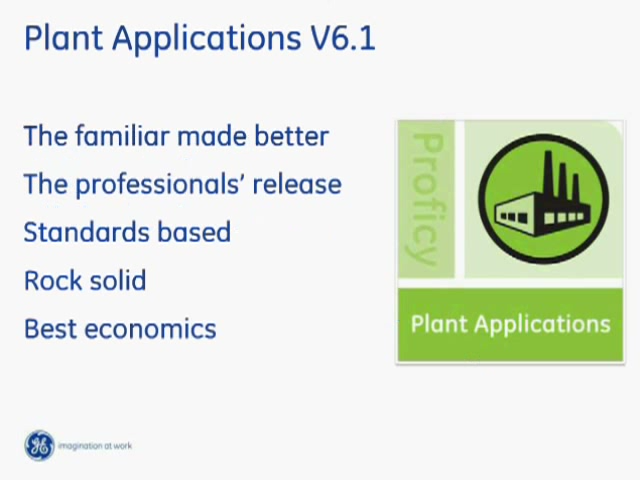 Plant Applications V6.1
The familiar made better
The professionals' release
Standards based
Rock solid
Best economics
Proficy
Plant Applications
GE
imagination at work